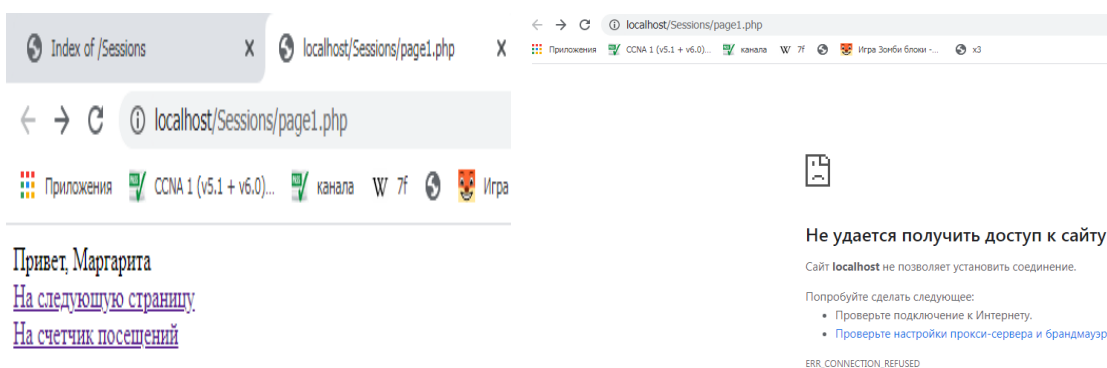 Index of /Sessions X localhost/Sessions/page1.php X
localhost/Sessions/page1.php
Приложения CCNA 1 (v5.1 + v6.0)... канала W 7f Игра
Привет, Маргарита
На следующую страницу
На счетчик посещений
localhost/Sessions/page1.php
Приложения CCNA 1 (v5.1 + v6.0)... канала W 7f Игра Зомби блоки -... x3
Не удается получить доступ к сайту
Сайт localhost не позволяет установить соединение.
Попробуйте сделать следующее:
• Проверьте подключение к Интернету.
• Проверьте настройки прокси-сервера и брандмауэр
ERR_CONNECTION_REFUSED